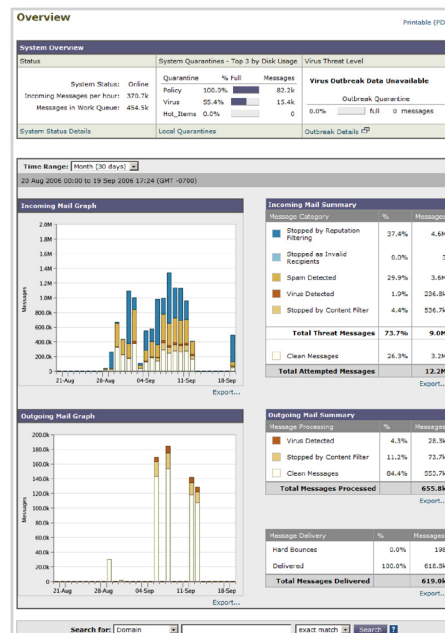 Overview
Printable (PD
System Overview
Status
System Quarantines - Top 3 by Disk Usage
Virus Threat Level
System Status: Online
Incoming Messages per hour: 370.7k
Messages in Work Queue: 454.5k
Quarantine % Full Messages
Policy 100.0% 82.2k
Virus 55.4% 15.4k
Hot_Items 0.0% 0
Virus Outbreak Data Unavailable
Outbreak Quarantine
0.0% full 0 messages
System Status Details
Local Quarantines
Outbreak Details
Time Range: Month (30 days)
20 Aug 2006 00:00 to 19 Sep 2006 17:24 (GMT -0700)
Incoming Mail Graph
2.0M
1.8M
1.6M
1.4M
1.2M
1.0M
800.0k
600.0k
400.0k
200.0k
0.0
Messages
21-Aug 28-Aug 04-Sep 11-Sep 18-Sep
Export...
Incoming Mail Summary
Message Category % Messages
Stopped by Reputation Filtering 37.4% 4.6M
Stopped as Invalid Recipients 0.0% 3
Spam Detected 29.9% 3.6M
Virus Detected 1.9% 236.8k
Stopped by Content Filter 4.4% 536.7k
Total Threat Messages 73.7% 9.0M
Clean Messages 26.3% 3.2M
Total Attempted Messages 12.2M
Export...
Outgoing Mail Graph
200.0k
180.0k
160.0k
140.0k
120.0k
100.0k
80.0k
60.0k
40.0k
20.0k
0.0
Messages
21-Aug 28-Aug 04-Sep 11-Sep 18-Sep
Export...
Outgoing Mail Summary
Message Processing % Messages
Virus Detected 4.3% 28.3k
Stopped by Content Filter 11.2% 73.7k
Clean Messages 84.4% 553.7k
Total Messages Processed 655.8k
Export...
Message Delivery % Messages
Hard Bounces 0.0% 198
Delivered 100.0% 618.8k
Total Messages Delivered 619.0k
Export...
Search for: Domain exact match Search ?